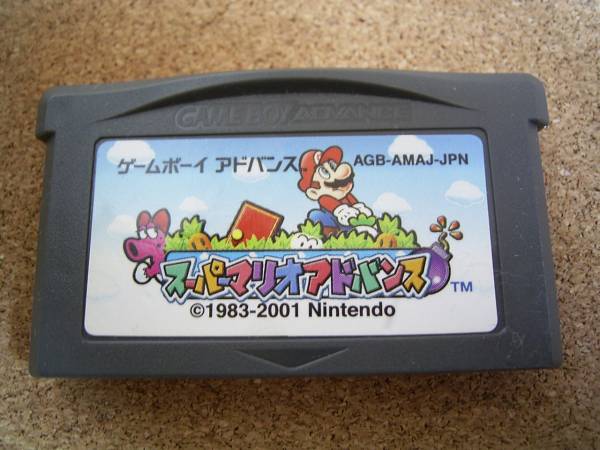 GAME BOY ADVANCE
ゲームボーイ アドバンス AGB-AMAJ-JPN
スーパーマリオアドバンス TM
©1983-2001 Nintendo